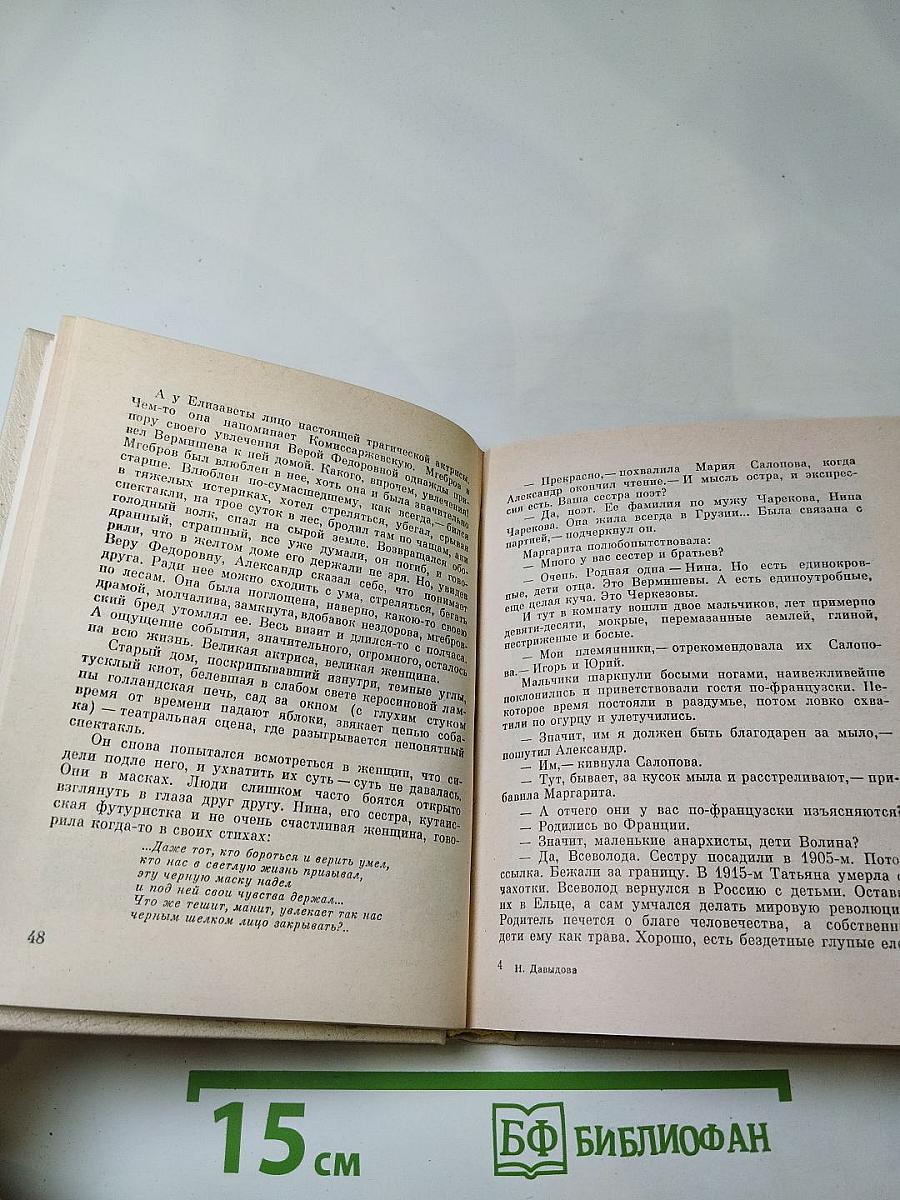 А у Елизаветы лицо настоящей трагической актрисы.
Чем-то она напоминает Комиссаржевскую. Мгебров в
пору своего увлечения Верой Федоровной однажды при-
вел Вермишева к ней домой. Какого, впрочем, увлечения!
Мгебров был влюблен в нее, хоть она и была значительно
старше. Влюблен по-сумасшедшему, как всегда,— бился
в тяжелых истериках, хотел стреляться, убегал, срывая
спектакли, на трое суток в лес, бродил там по чащам, аки
голодный волк, спал на сырой земле. Возвращался обо-
дранный, страшный, все уже думали, он погиб, и гово-
рили, что в желтом доме его держали не зря. Но, увидев
Веру Федоровну, Александр сказал себе, что понимает
друга. Ради нее можно сходить с ума, стреляться, бегать
по лесам. Она была поглощена, наверно, какою-то своею
драмой, молчалива, замкнута, вдобавок нездорова, мгебров-
ский бред утомлял ее. Весь визит и длился-то с полчаса.
А ощущение события, значительного, огромного, осталось
на всю жизнь. Великая актриса, великая женщина.
Старый дом, поскрипывавший изнутри, темные углы,
тусклый киот, белевшая в слабом свете керосиновой лам-
пы голландская печь, сад за окном (с глухим стуком
время от времени падают яблоки, звякает цепью соба-
ка) — театральная сцена, где разыгрывается непонятный
спектакль.
Он снова попытался всмотреться в женщин, что си-
дели подле него, и ухватить их суть — суть не давалась.
Они в масках. Люди слишком часто боятся открыто
взглянуть в глаза друг другу. Нина, его сестра, кутаис-
ская футуристка и не очень счастливая женщина, гово-
рила когда-то в своих стихах:
...Даже тот, кто бороться и верить умел,
кто нас в светлую жизнь призывал,
эту черную маску надел
и под ней свои чувства держал...
Что же тешит, манит, увлекает так нас
черным шелком лицо закрывать?..
48
— Прекрасно,— похвалила Мария Салопова, когда
Александр окончил чтение.— И мысль остра, и экспрес-
сия есть. Ваша сестра поэт?
— Да, поэт. Ее фамилия по мужу Чарекова, Нина
Чарекова. Она жила всегда в Грузии... Была связана с
партией,— подчеркнул он.
Маргарита полюбопытствовала:
— Много у вас сестер и братьев?
— Очень. Родная одна — Нина. Но есть единокров-
ные, дети отца. Это Вермишевы. А есть единоутробные,
еще целая куча. Это Черкезовы.
И тут в комнату вошли двое мальчиков, лет примерно
девяти-десяти, мокрые, перемазанные землей, глиной,
нестриженые и босые.
— Мои племянники,— отрекомендовала их Салопо-
ва.— Игорь и Юрий.
Мальчики шаркнули босыми ногами, наивежливейше
поклонились и приветствовали гостя по-французски. Не-
которое время постояли в раздумье, потом ловко схва-
тили по огурцу и улетучились.
— Значит, им я должен быть благодарен за мыло,—
пошутил Александр.
— Им,— кивнула Салопова.
— Тут, бывает, за кусок мыла и расстреливают,— при-
бавила Маргарита.
— А отчего они у вас по-французски изъясняются?
— Родились во Франции.
— Значит, маленькие анархисты, дети Волина?
— Да, Всеволода. Сестру посадили в 1905-м. Пото
ссылка. Бежали за границу. В 1915-м Татьяна умерла
чахотки. Всеволод вернулся в Россию с детьми. Остав
их в Ельце, а сам умчался делать мировую революци
Родитель печется о благе человечества, а собственн
дети ему как трава. Хорошо, есть бездетные глупые еле
4 Н. Давыдова
15 см
БФ БИБЛИОФАН